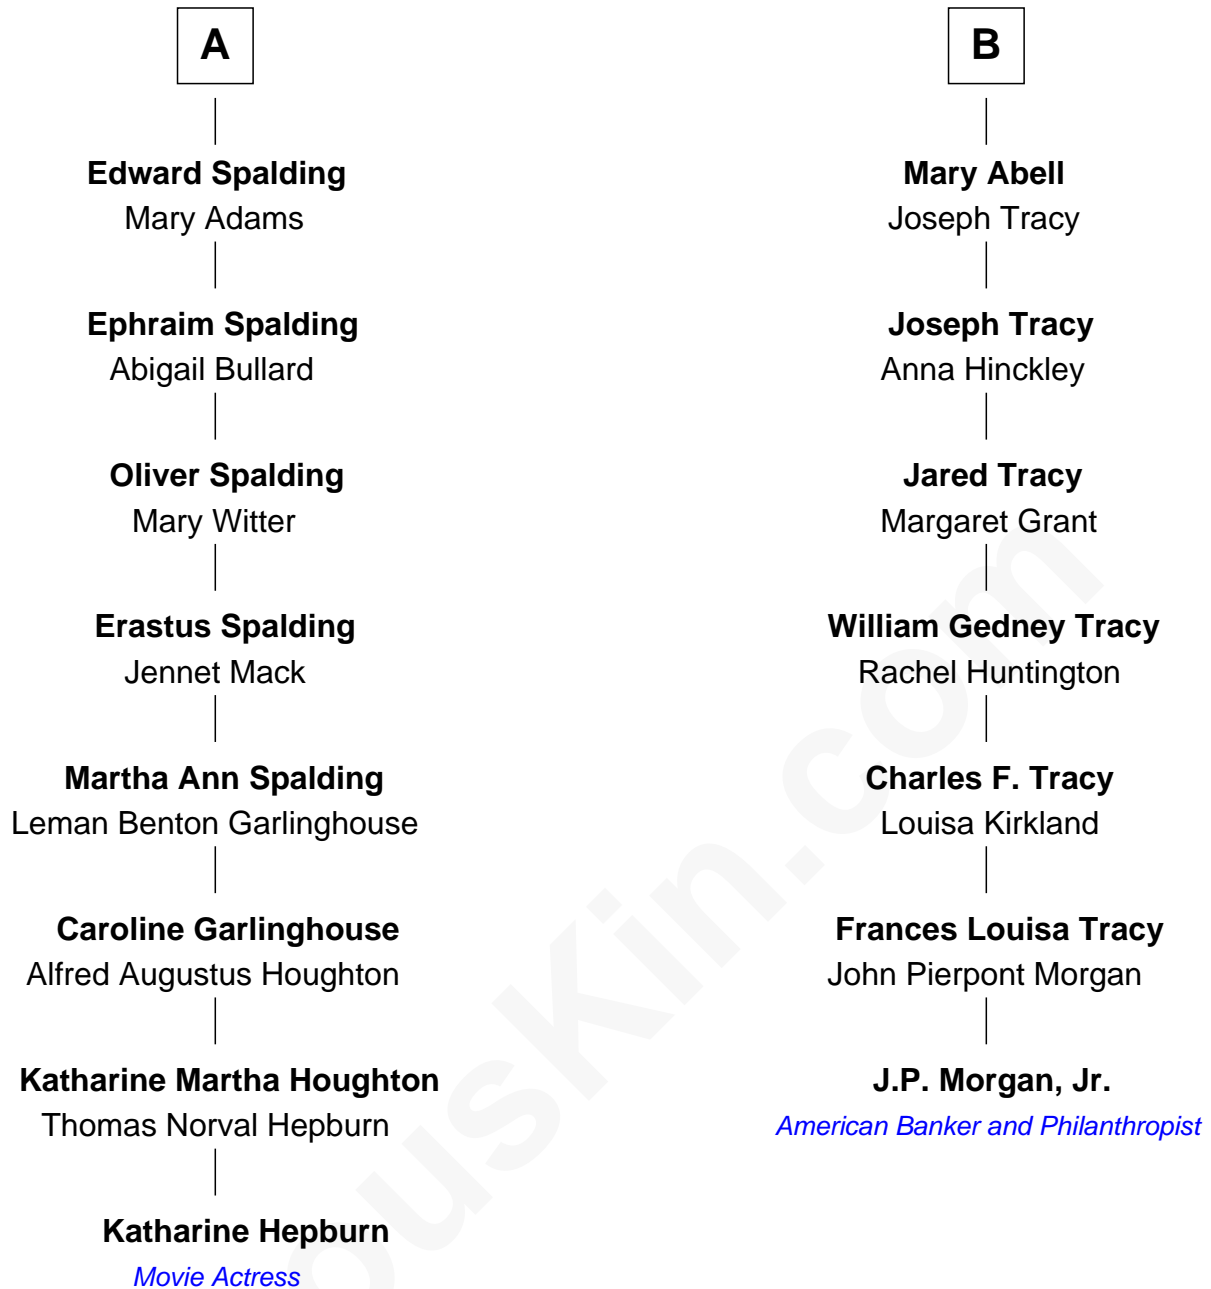 A
Edward Spalding
Mary Adams
Ephraim Spalding
Abigail Bullard
Oliver Spalding
Mary Witter
Erastus Spalding
Jennet Mack
Martha Ann Spalding
Leman Benton Garlinghouse
Caroline Garlinghouse
Alfred Augustus Houghton
Katharine Martha Houghton
Thomas Norval Hepburn
Katharine Hepburn
Movie Actress
B
Mary Abell
Joseph Tracy
Joseph Tracy
Anna Hinckley
Jared Tracy
Margaret Grant
William Gedney Tracy
Rachel Huntington
Charles F. Tracy
Louisa Kirkland
Frances Louisa Tracy
John Pierpont Morgan
J.P. Morgan, Jr.
American Banker and Philanthropist
ousKin.com